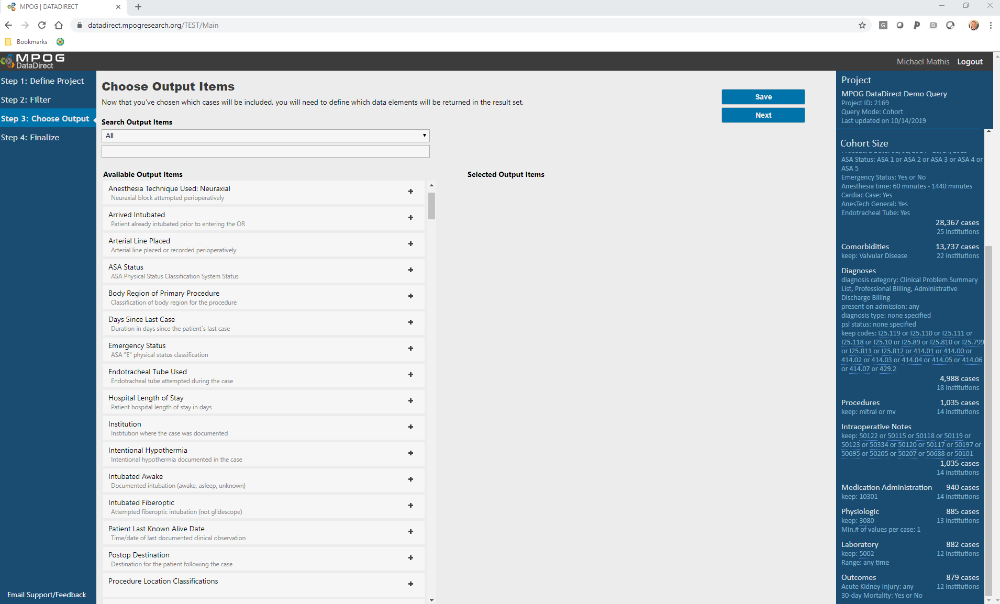 MPOG | DATADIRECT
datadirect.mpogresearch.org/TEST/Main
Bookmarks
MPOG
DataDirect
Michael Mathis
Logout
Step 1: Define Project
Step 2: Filter
Step 3: Choose Output
Step 4: Finalize
Email Support/Feedback
Choose Output Items
Now that you've chosen which cases will be included, you will need to define which data elements will be returned in the result set.
Save
Next
Search Output Items
All
Available Output Items
Anesthesia Technique Used: Neuraxial
Neuraxial block attempted perioperatively
Arrived Intubated
Patient already intubated prior to entering the OR
Arterial Line Placed
Arterial line placed or recorded perioperatively
ASA Status
ASA Physical Status Classification System Status
Body Region of Primary Procedure
Classification of body region for the procedure
Days Since Last Case
Duration in days since the patient´s last case
Emergency Status
ASA "E" physical status classification
Endotracheal Tube Used
Endotracheal tube attempted during the case
Hospital Length of Stay
Patient hospital length of stay in days
Institution
Institution where the case was documented
Intentional Hypothermia
Intentional hypothermia documented in the case
Intubated Awake
Documented intubation (awake, asleep, unknown)
Intubated Fiberoptic
Attempted fiberoptic intubation (not glidescope)
Patient Last Known Alive Date
Time/date of last documented clinical observation
Postop Destination
Destination for the patient following the case
Procedure Location Classifications
Selected Output Items
Project
MPOG DataDirect Demo Query
Project ID: 2169
Query Mode: Cohort
Last updated on 10/14/2019
Cohort Size
ASA Status: ASA 1 or ASA 2 or ASA 3 or ASA 4 or
ASA 5
Emergency Status: Yes or No
Anesthesia time: 60 minutes - 1440 minutes
Cardiac Case: Yes
AnesTech General: Yes
Endotracheal Tube: Yes
28,367 cases
25 institutions
Comorbidities 13,737 cases
keep: Valvular Disease 22 institutions
Diagnoses
diagnosis category: Clinical Problem Summary
List, Professional Billing, Administrative
Discharge Billing
present on admission: any
diagnosis type: none specified
psl status: none specified
keep codes: I25.119 or I25.110 or I25.111 or
I25.118 or I25.10 or I25.89 or I25.810 or I25.799
or I25.811 or I25.812 or 414.01 or 414.00 or
414.02 or 414.03 or 414.04 or 414.05 or 414.06
or 414.07 or 429.2
4,988 cases
18 institutions
Procedures 1,035 cases
keep: mitral or mv 14 institutions
Intraoperative Notes
keep: 50122 or 50115 or 50118 or 50119 or
50123 or 50334 or 50120 or 50117 or 50197 or
50695 or 50205 or 50207 or 50688 or 50101
1,035 cases
14 institutions
Medication Administration 940 cases
keep: 10301 14 institutions
Physiologic 885 cases
keep: 3080 13 institutions
Min.# of values per case: 1
Laboratory 882 cases
keep: 5002 12 institutions
Range: any time
Outcomes 879 cases
Acute Kidney Injury: any 12 institutions
30-day Mortality: Yes or No